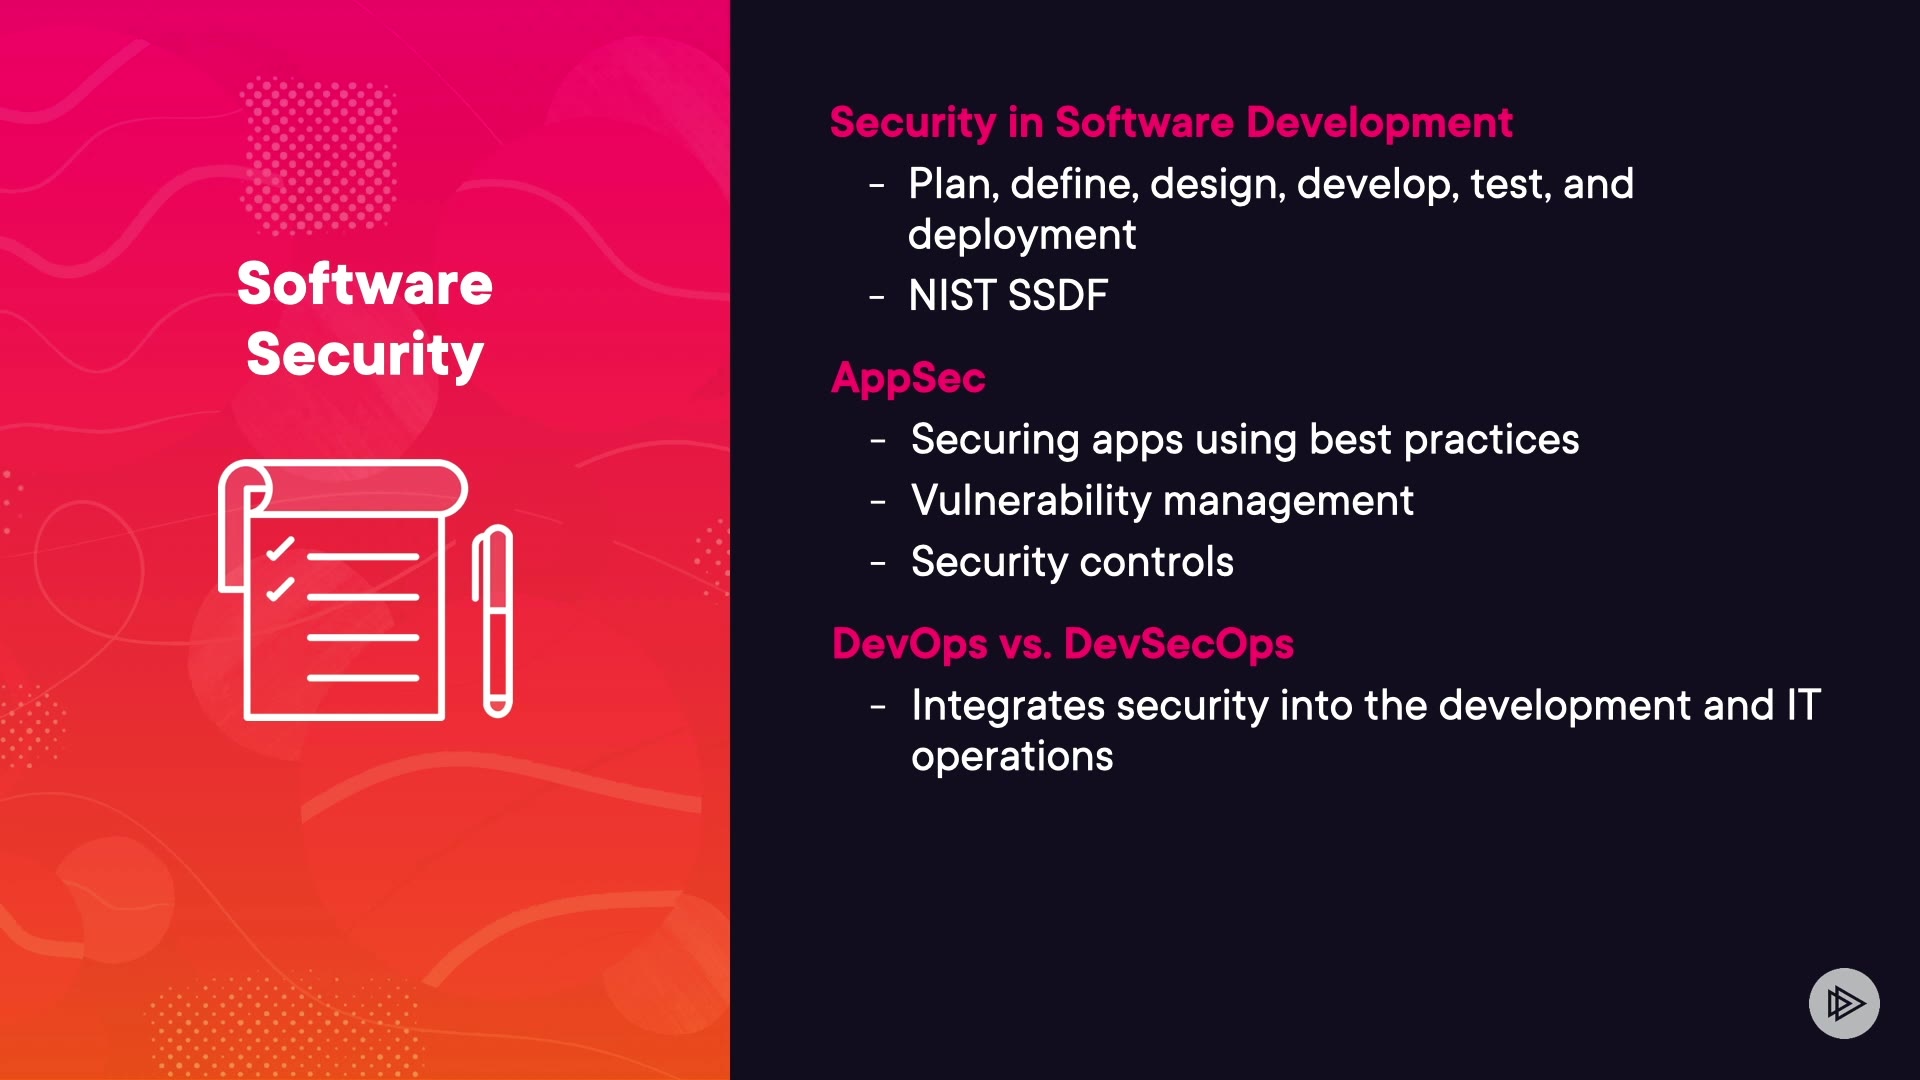 Software
Security
Security in Software Development
- Plan, define, design, develop, test, and
deployment
- NIST SSDF
AppSec
- Securing apps using best practices
- Vulnerability management
- Security controls
DevOps vs. DevSecOps
- Integrates security into the development and IT
operations